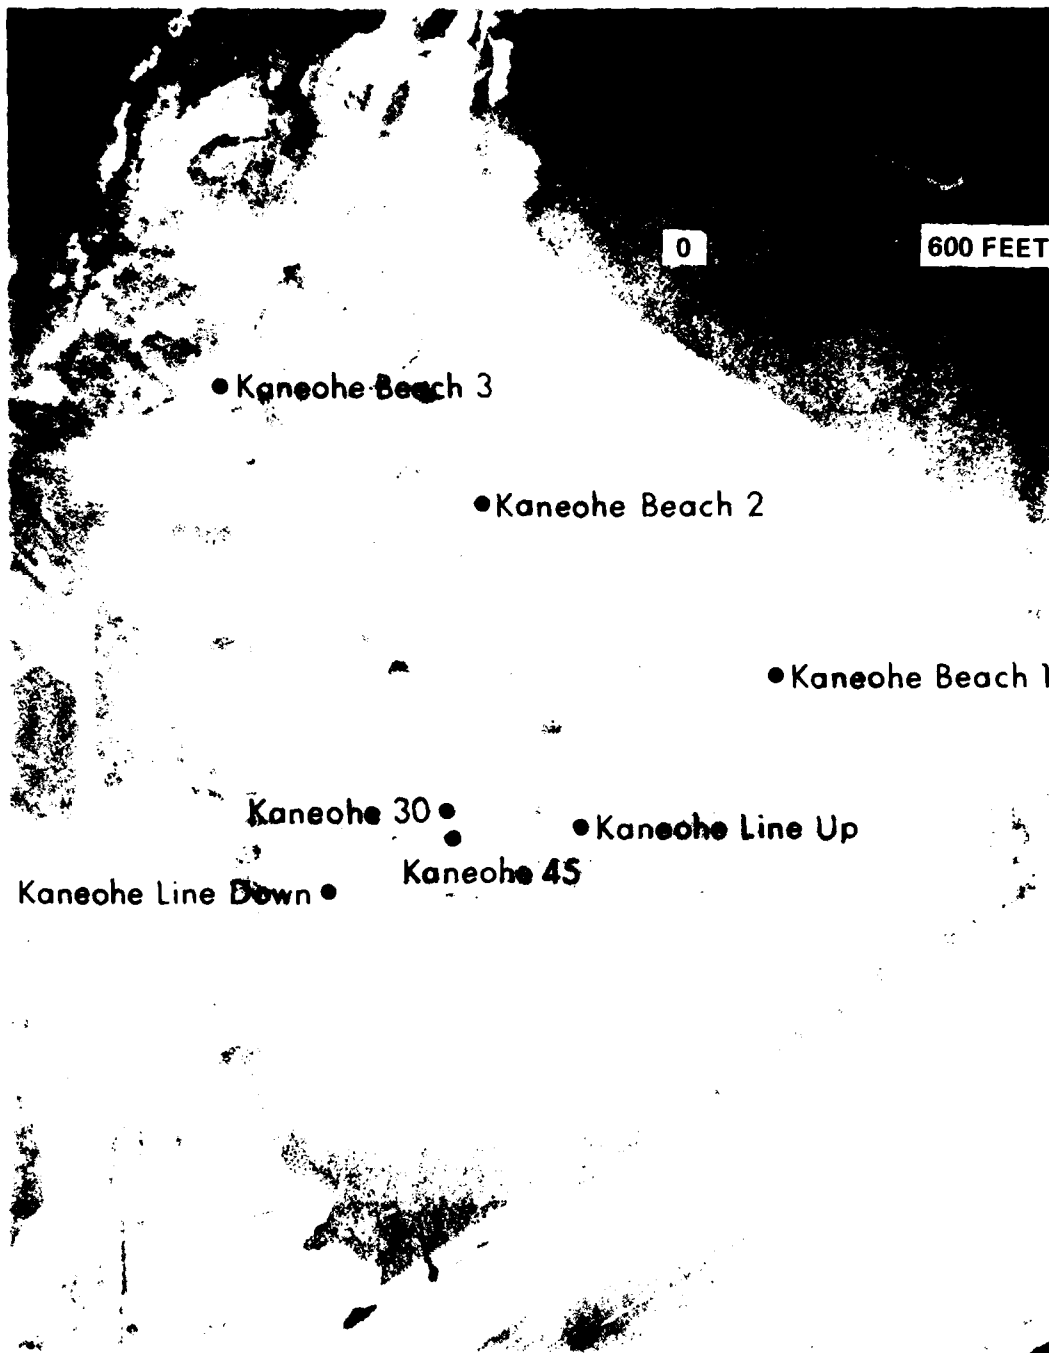 0
600 FEET
Kaneohe Beach 3
Kaneohe Beach 2
Kaneohe Beach 1
Kaneohe 30
Kaneohe Line Up
Kaneohe 45
Kaneohe Line Down